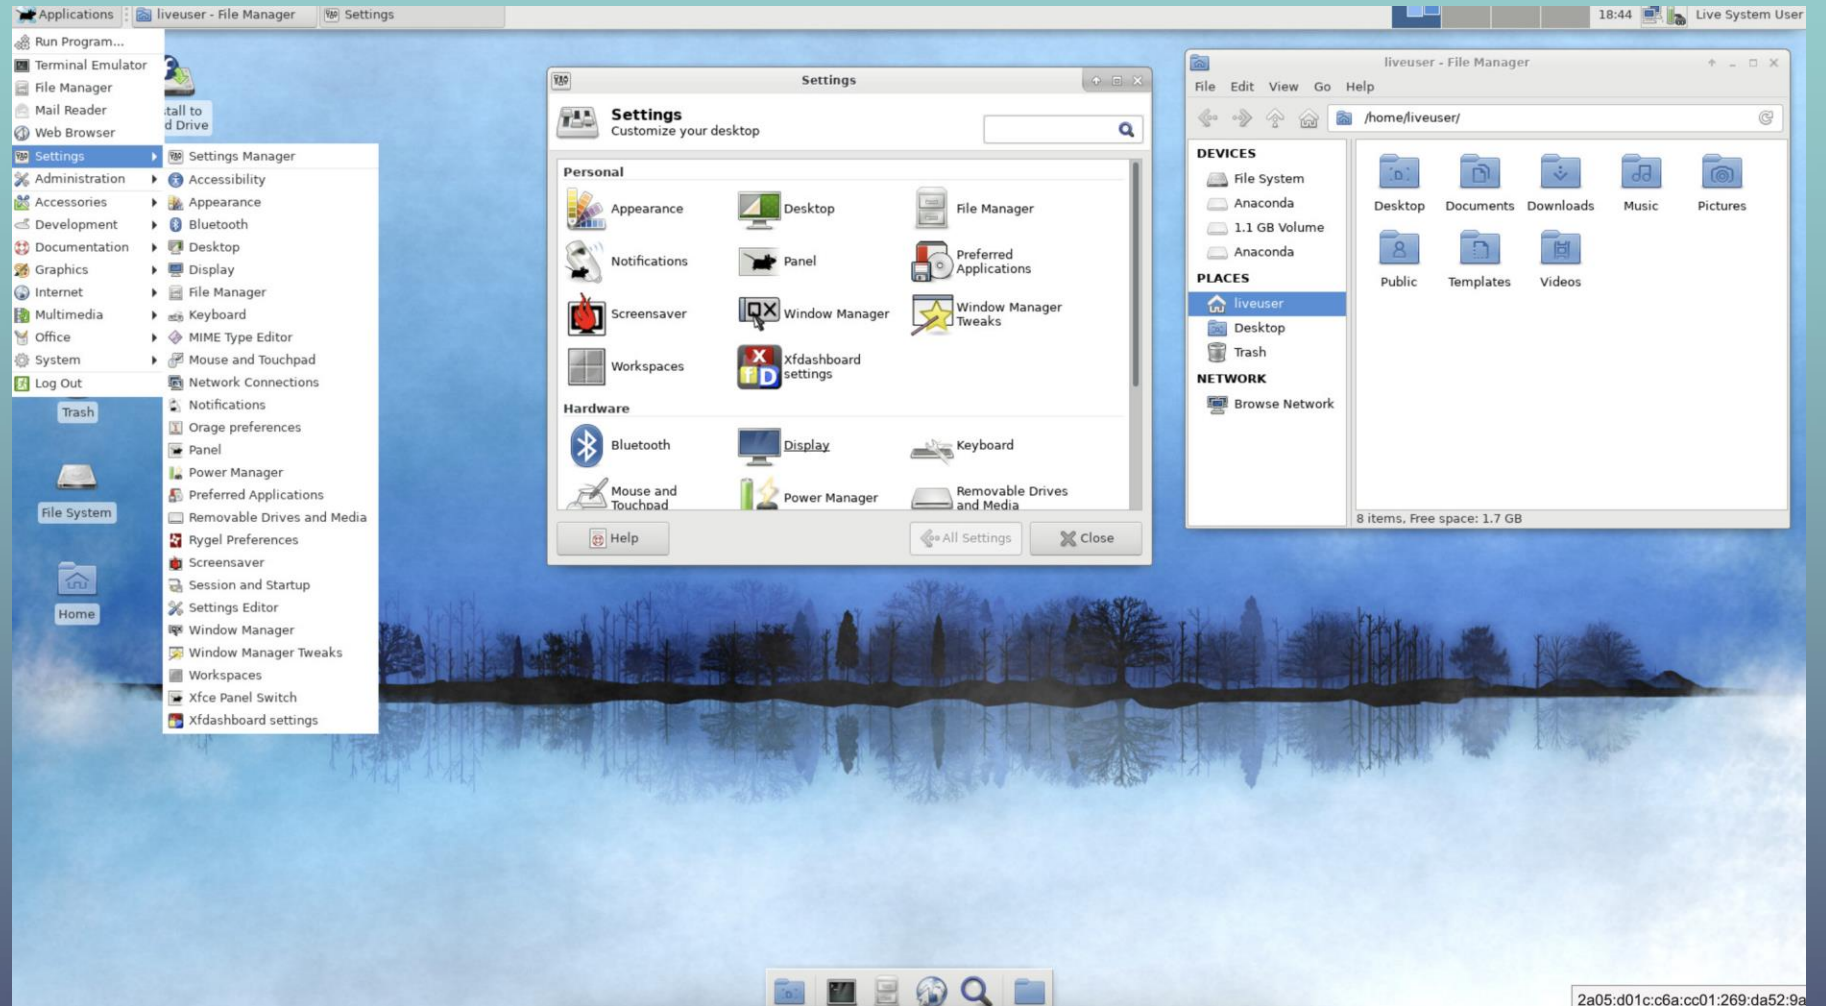 Applications
liveuser - File Manager
Settings
18:44
Live System User
Run Program...
Terminal Emulator
File Manager
Mail Reader
Web Browser
Settings
Administration
Accessories
Development
Documentation
Graphics
Internet
Multimedia
Office
System
Log Out
tall to
d Drive
Trash
File System
Home
Settings Manager
Accessibility
Appearance
Bluetooth
Desktop
Display
File Manager
Keyboard
MIME Type Editor
Mouse and Touchpad
Network Connections
Notifications
Orage preferences
Panel
Power Manager
Preferred Applications
Removable Drives and Media
Rygel Preferences
Screensaver
Session and Startup
Settings Editor
Window Manager
Window Manager Tweaks
Workspaces
Xfce Panel Switch
Xfdashboard settings
Settings
Settings
Customize your desktop
Personal
Appearance
Desktop
File Manager
Notifications
Panel
Preferred
Applications
Screensaver
Window Manager
Window Manager
Tweaks
Workspaces
Xfdashboard
settings
Hardware
Bluetooth
Display
Keyboard
Mouse and
Touchpad
Power Manager
Removable Drives
and Media
Help
All Settings
Close
liveuser - File Manager
File Edit View Go Help
/home/liveuser/
DEVICES
File System
Anaconda
1.1 GB Volume
Anaconda
PLACES
liveuser
Desktop
Trash
NETWORK
Browse Network
Desktop
Documents
Downloads
Music
Pictures
Public
Templates
Videos
8 items, Free space: 1.7 GB
2a05:d01c:c6a:cc01:269:da52:9a